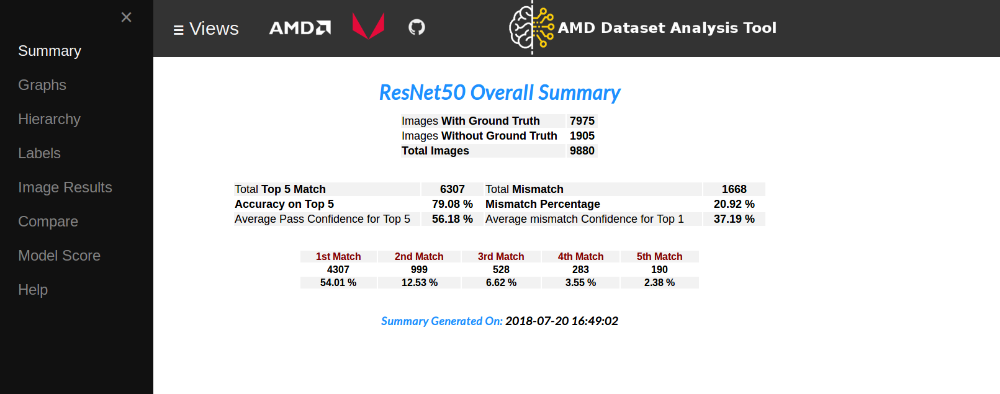 ×
Summary
Graphs
Hierarchy
Labels
Image Results
Compare
Model Score
Help
☰ Views AMD AMD Dataset Analysis Tool
ResNet50 Overall Summary
Images With Ground Truth 7975
Images Without Ground Truth 1905
Total Images 9880
Total Top 5 Match 6307 Total Mismatch 1668
Accuracy on Top 5 79.08 % Mismatch Percentage 20.92 %
Average Pass Confidence for Top 5 56.18 % Average mismatch Confidence for Top 1 37.19 %
1st Match 2nd Match 3rd Match 4th Match 5th Match
4307 999 528 283 190
54.01 % 12.53 % 6.62 % 3.55 % 2.38 %
Summary Generated On: 2018-07-20 16:49:02